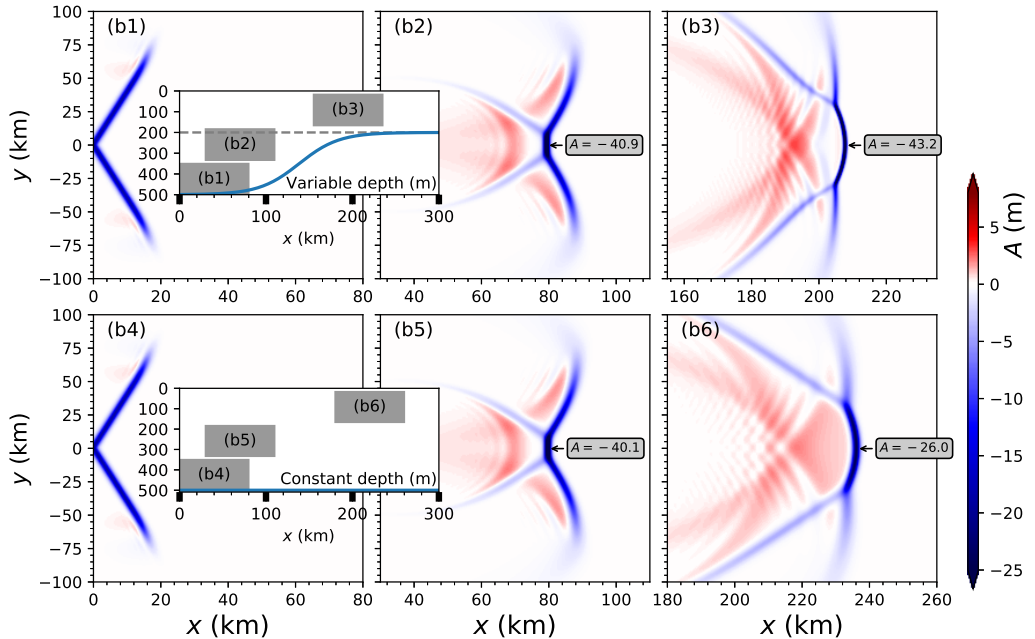 (b1)
(b2)
(b3)
100
75
50
25
0
−25
−50
−75
−100
y (km)
0
100
200
300
400
500
(b3)
(b2)
(b1)
Variable depth (m)
0
100
200
300
x (km)
A = −40.9
A = −43.2
0
20
40
60
80
40
60
80
100
160
180
200
220
(b4)
(b5)
(b6)
100
75
50
25
0
−25
−50
−75
−100
y (km)
0
100
200
300
400
500
(b6)
(b5)
(b4)
Constant depth (m)
0
100
200
300
x (km)
A = −40.1
A = −26.0
0
20
40
60
80
x (km)
40
60
80
100
x (km)
200
220
240
260
x (km)
5
0
−5
−10
−15
−20
−25
A (m)